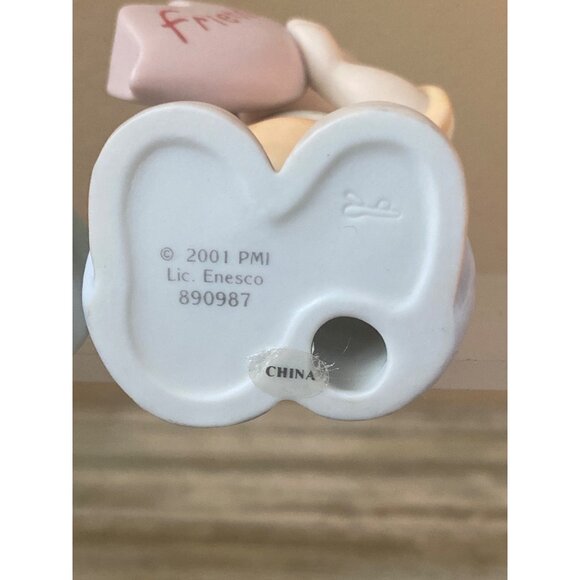 © 2001 PMI
Lic. Enesco
890987
CHINA